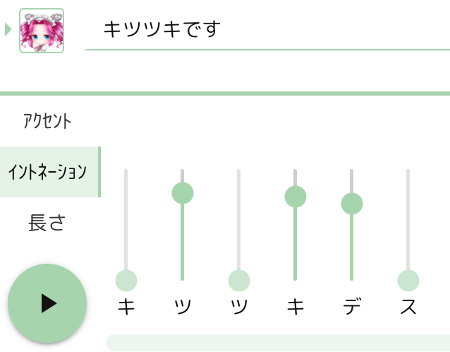 キツツキです
アクセント
イントネーション
長さ
キ ツ ツ キ デ ス